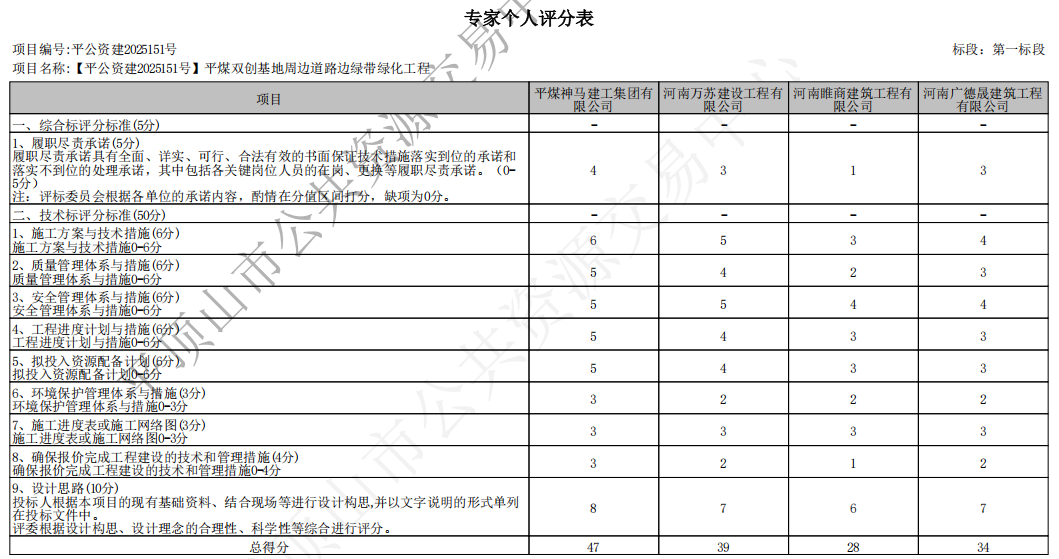 专家个人评分表
项目编号:平公资建2025151号
标段：第一标段
项目名称:【平公资建2025151号】平煤双创基地周边道路边绿带绿化工程
项目
平煤神马建工集团有限公司
河南万苏建设工程有限公司
河南睢商建筑工程有限公司
河南广德晟建筑工程有限公司
一、综合标评分标准(5分) - - - -
1、履职尽责承诺(5分)
履职尽责承诺具有全面、详实、可行、合法有效的书面保证技术措施落实到位的承诺和
落实不到位的处理承诺，其中包括各关键岗位人员的在岗、更换等履职尽责承诺。（0-
5分）
注：评标委员会根据各单位的承诺内容，酌情在分值区间打分，缺项为0分。
4 3 1 3
二、技术标评分标准(50分) - - - -
1、施工方案与技术措施(6分)
施工方案与技术措施0-6分
6 5 3 4
2、质量管理体系与措施(6分)
质量管理体系与措施0-6分
5 4 2 3
3、安全管理体系与措施(6分)
安全管理体系与措施0-6分
5 5 4 4
4、工程进度计划与措施(6分)
工程进度计划与措施0-6分
5 4 3 3
5、拟投入资源配备计划(6分)
拟投入资源配备计划0-6分
5 4 3 3
6、环境保护管理体系与措施(3分)
环境保护管理体系与措施0-3分
3 2 2 2
7、施工进度表或施工网络图(3分)
施工进度表或施工网络图0-3分
3 3 3 3
8、确保报价完成工程建设的技术和管理措施(4分)
确保报价完成工程建设的技术和管理措施0-4分
3 2 1 2
9、设计思路(10分)
投标人根据本项目的现有基础资料、结合现场等进行设计构思,并以文字说明的形式单列
在投标文件中。
评委根据设计构思、设计理念的合理性、科学性等综合进行评分。
8 7 6 7
总得分 47 39 28 34
平顶山市公共资源交易中心
平顶山市公共资源交易中心